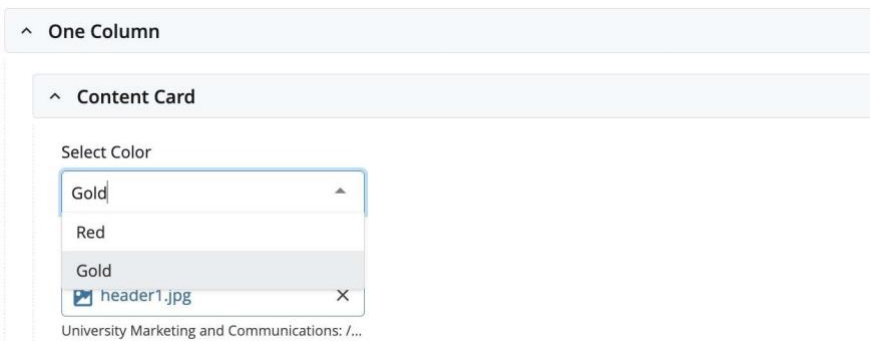 One Column
Content Card
Select Color
Gold
Red
Gold
header1.jpg
University Marketing and Communications: /...